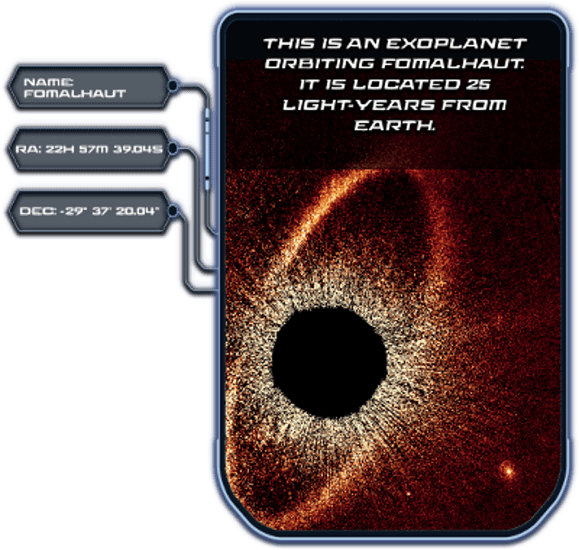 NAME:
FOMALHAUT
RA: 22H 57M 39.04S
DEC: -29° 37' 20.04"
THIS IS AN EXOPLANET
ORBITING FOMALHAUT.
IT IS LOCATED 25
LIGHT-YEARS FROM
EARTH.